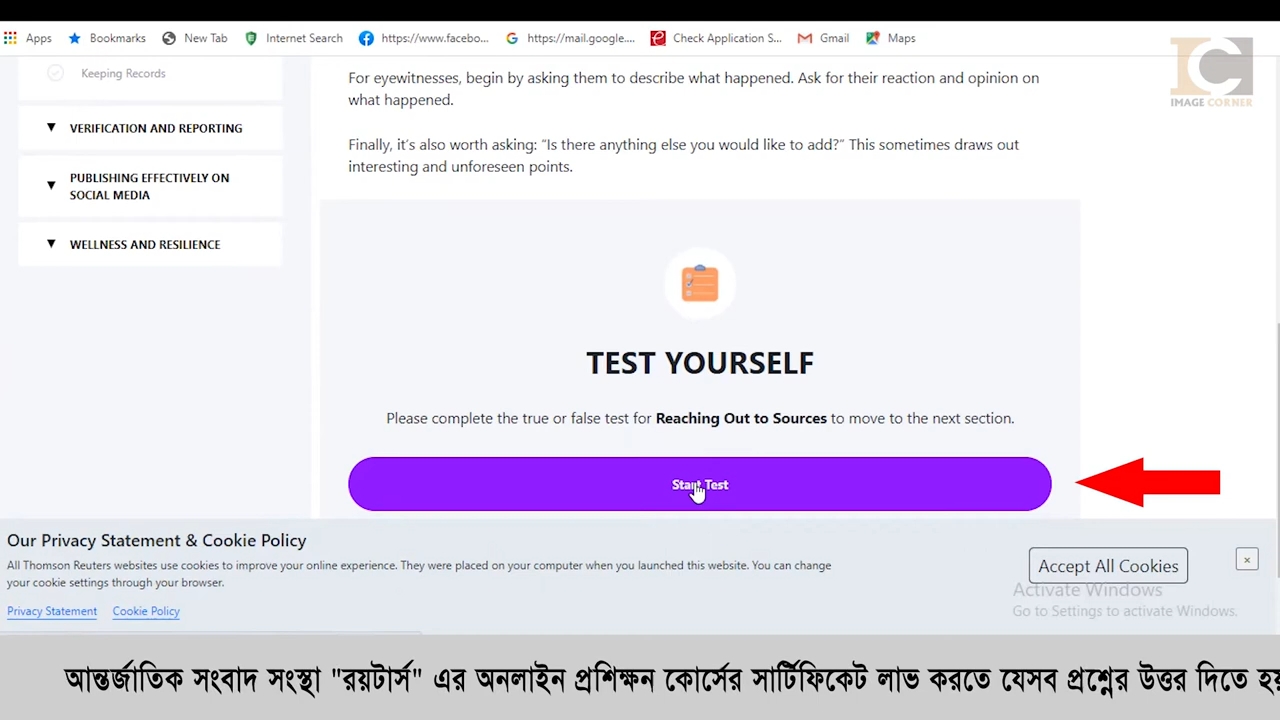 Apps Bookmarks New Tab Internet Search https://www.facebo... https://mail.google.... Check Application S... Gmail Maps
IC
IMAGE CORNER
Keeping Records
VERIFICATION AND REPORTING
PUBLISHING EFFECTIVELY ON
SOCIAL MEDIA
WELLNESS AND RESILIENCE
For eyewitnesses, begin by asking them to describe what happened. Ask for their reaction and opinion on
what happened.
Finally, it's also worth asking: "Is there anything else you would like to add?" This sometimes draws out
interesting and unforeseen points.
TEST YOURSELF
Please complete the true or false test for Reaching Out to Sources to move to the next section.
Start Test
Our Privacy Statement & Cookie Policy
All Thomson Reuters websites use cookies to improve your online experience. They were placed on your computer when you launched this website. You can change
your cookie settings through your browser.
Privacy Statement Cookie Policy
Accept All Cookies
Activate Windows
Go to Settings to activate Windows.
আন্তর্জাতিক সংবাদ সংস্থা "রয়টার্স" এর অনলাইন প্রশিক্ষন কোর্সের সার্টিফিকেট লাভ করতে যেসব প্রশ্নের উত্তর দিতে